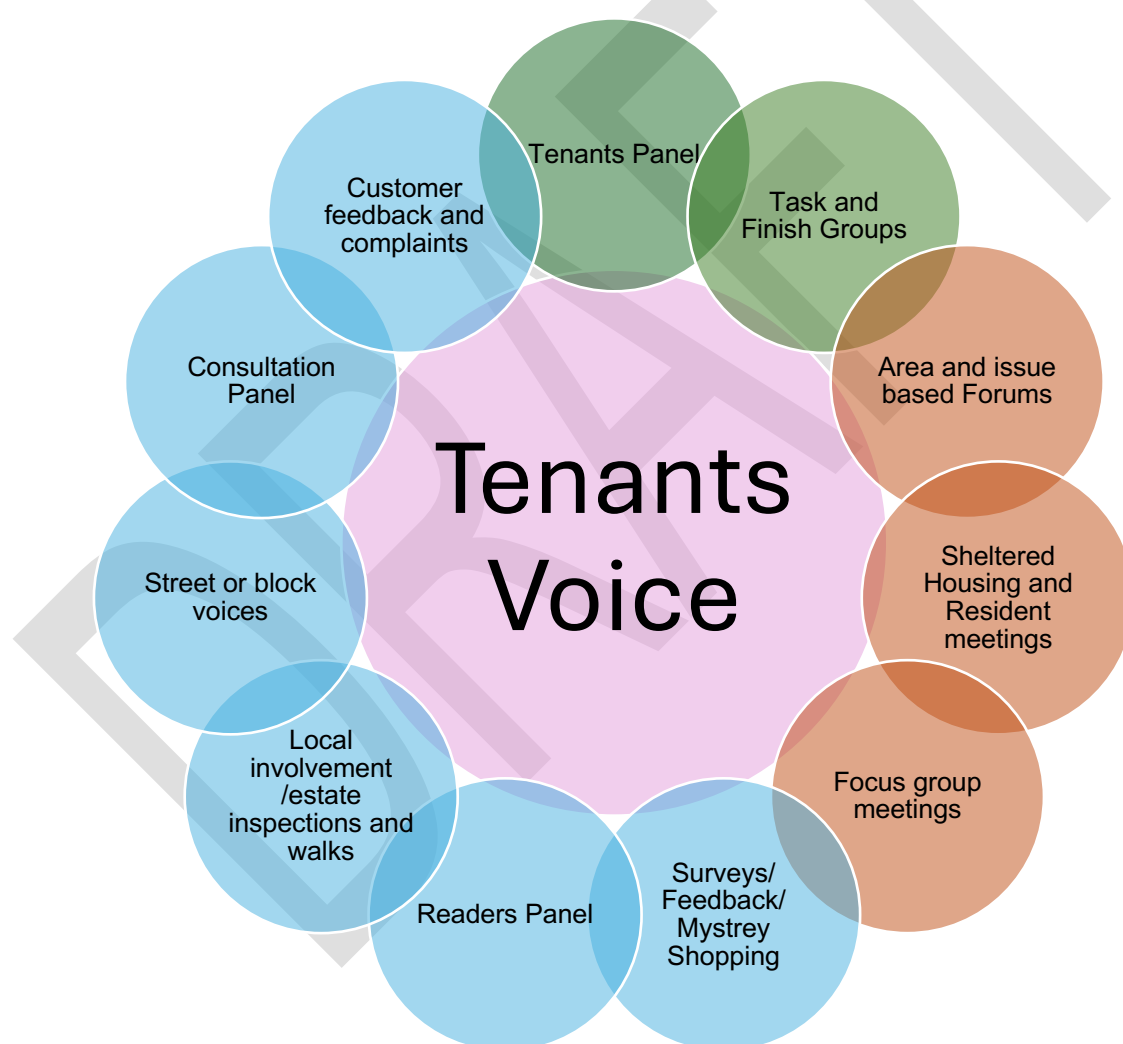 Tenants Panel
Task and
Finish Groups
Area and issue
based Forums
Sheltered
Housing and
Resident
meetings
Focus group
meetings
Surveys/
Feedback/
Mystrey
Shopping
Readers Panel
Local
involvement
/estate
inspections and
walks
Street or block
voices
Consultation
Panel
Customer
feedback and
complaints
Tenants
Voice
DRAFT